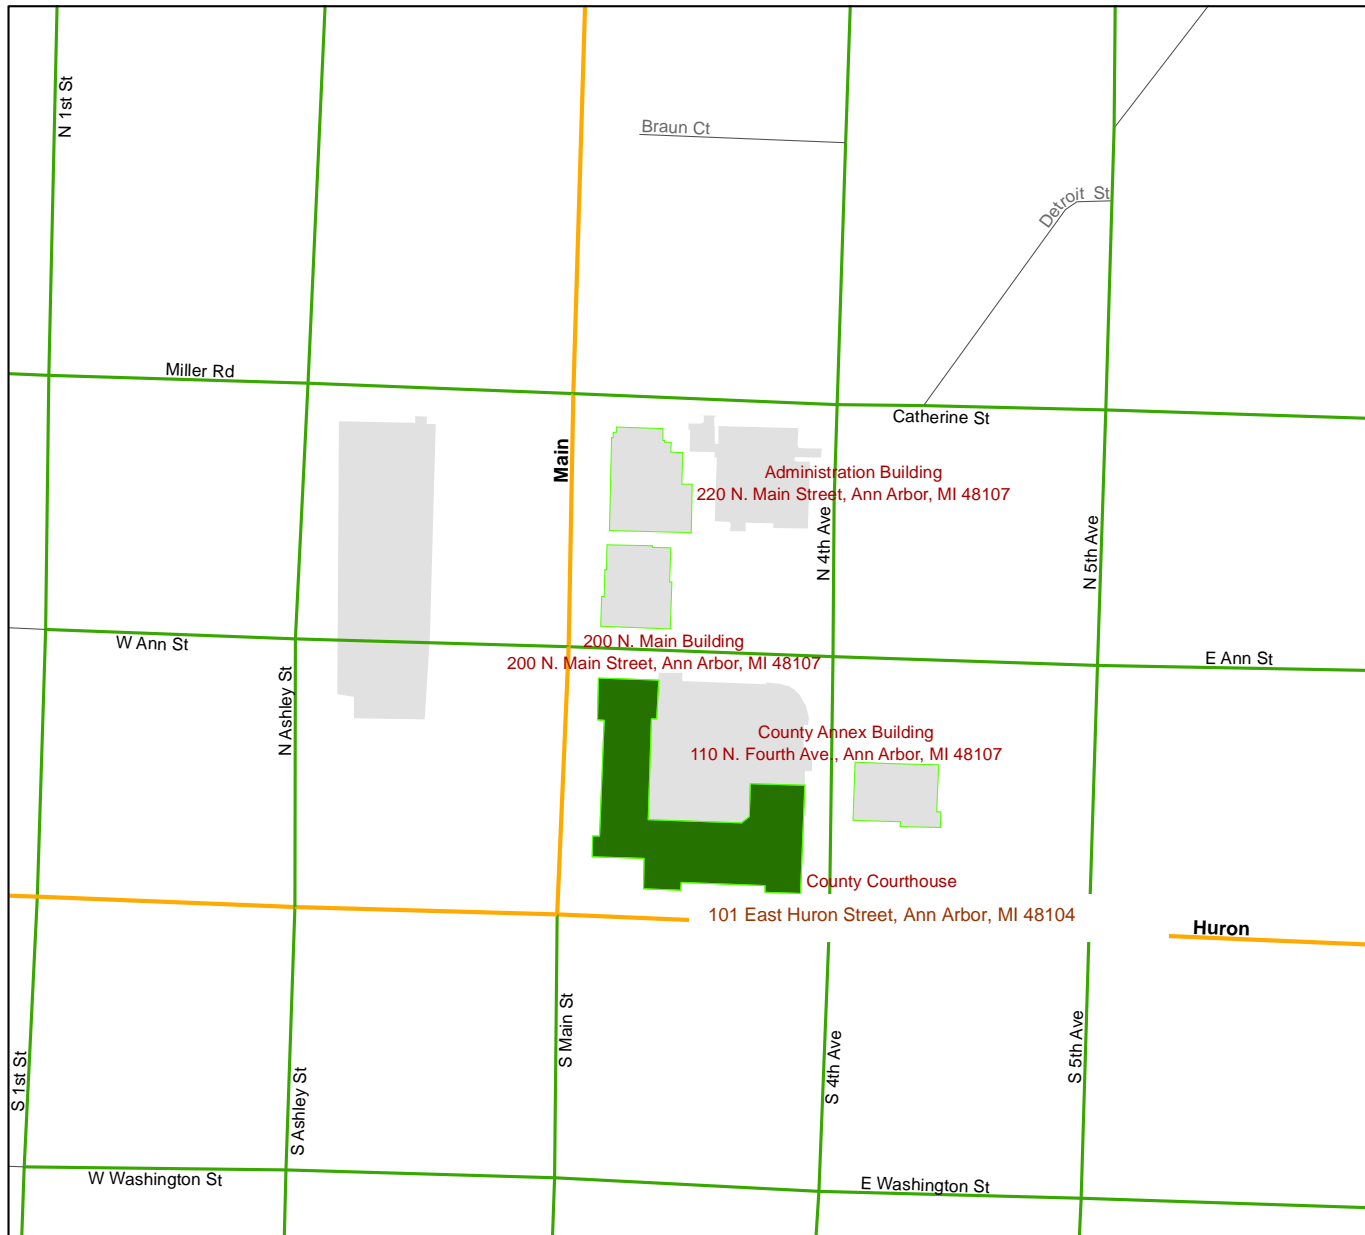 N 1st St
Braun Ct
Detroit St
Miller Rd
Catherine St
Main
Administration Building
220 N. Main Street, Ann Arbor, MI 48107
N 4th Ave
N 5th Ave
W Ann St
200 N. Main Building
200 N. Main Street, Ann Arbor, MI 48107
E Ann St
N Ashley St
County Annex Building
110 N. Fourth Ave., Ann Arbor, MI 48107
County Courthouse
101 East Huron Street, Ann Arbor, MI 48104
Huron
S 1st St
S Ashley St
S Main St
S 4th Ave
S 5th Ave
W Washington St
E Washington St